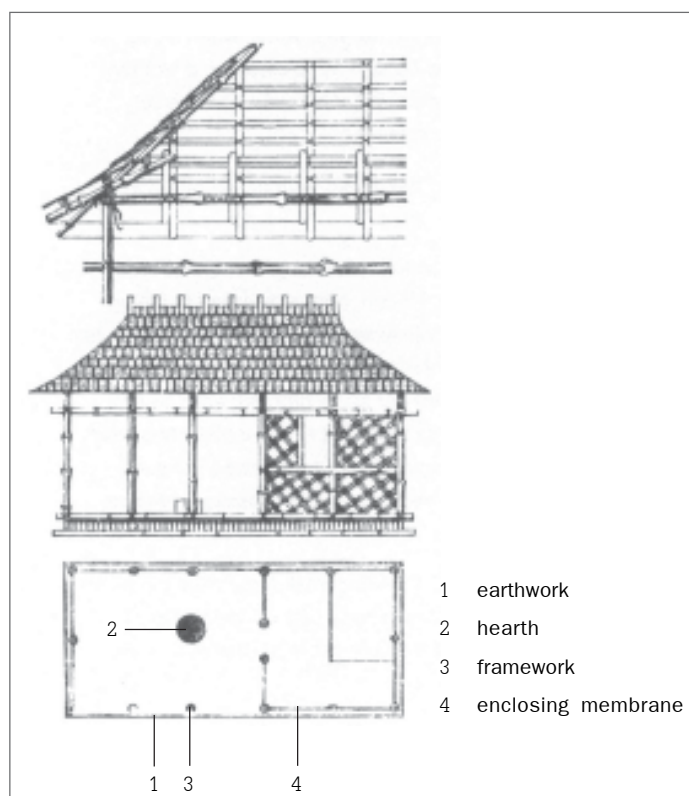 1 earthwork
2 hearth
3 framework
4 enclosing membrane
2
1 3 4